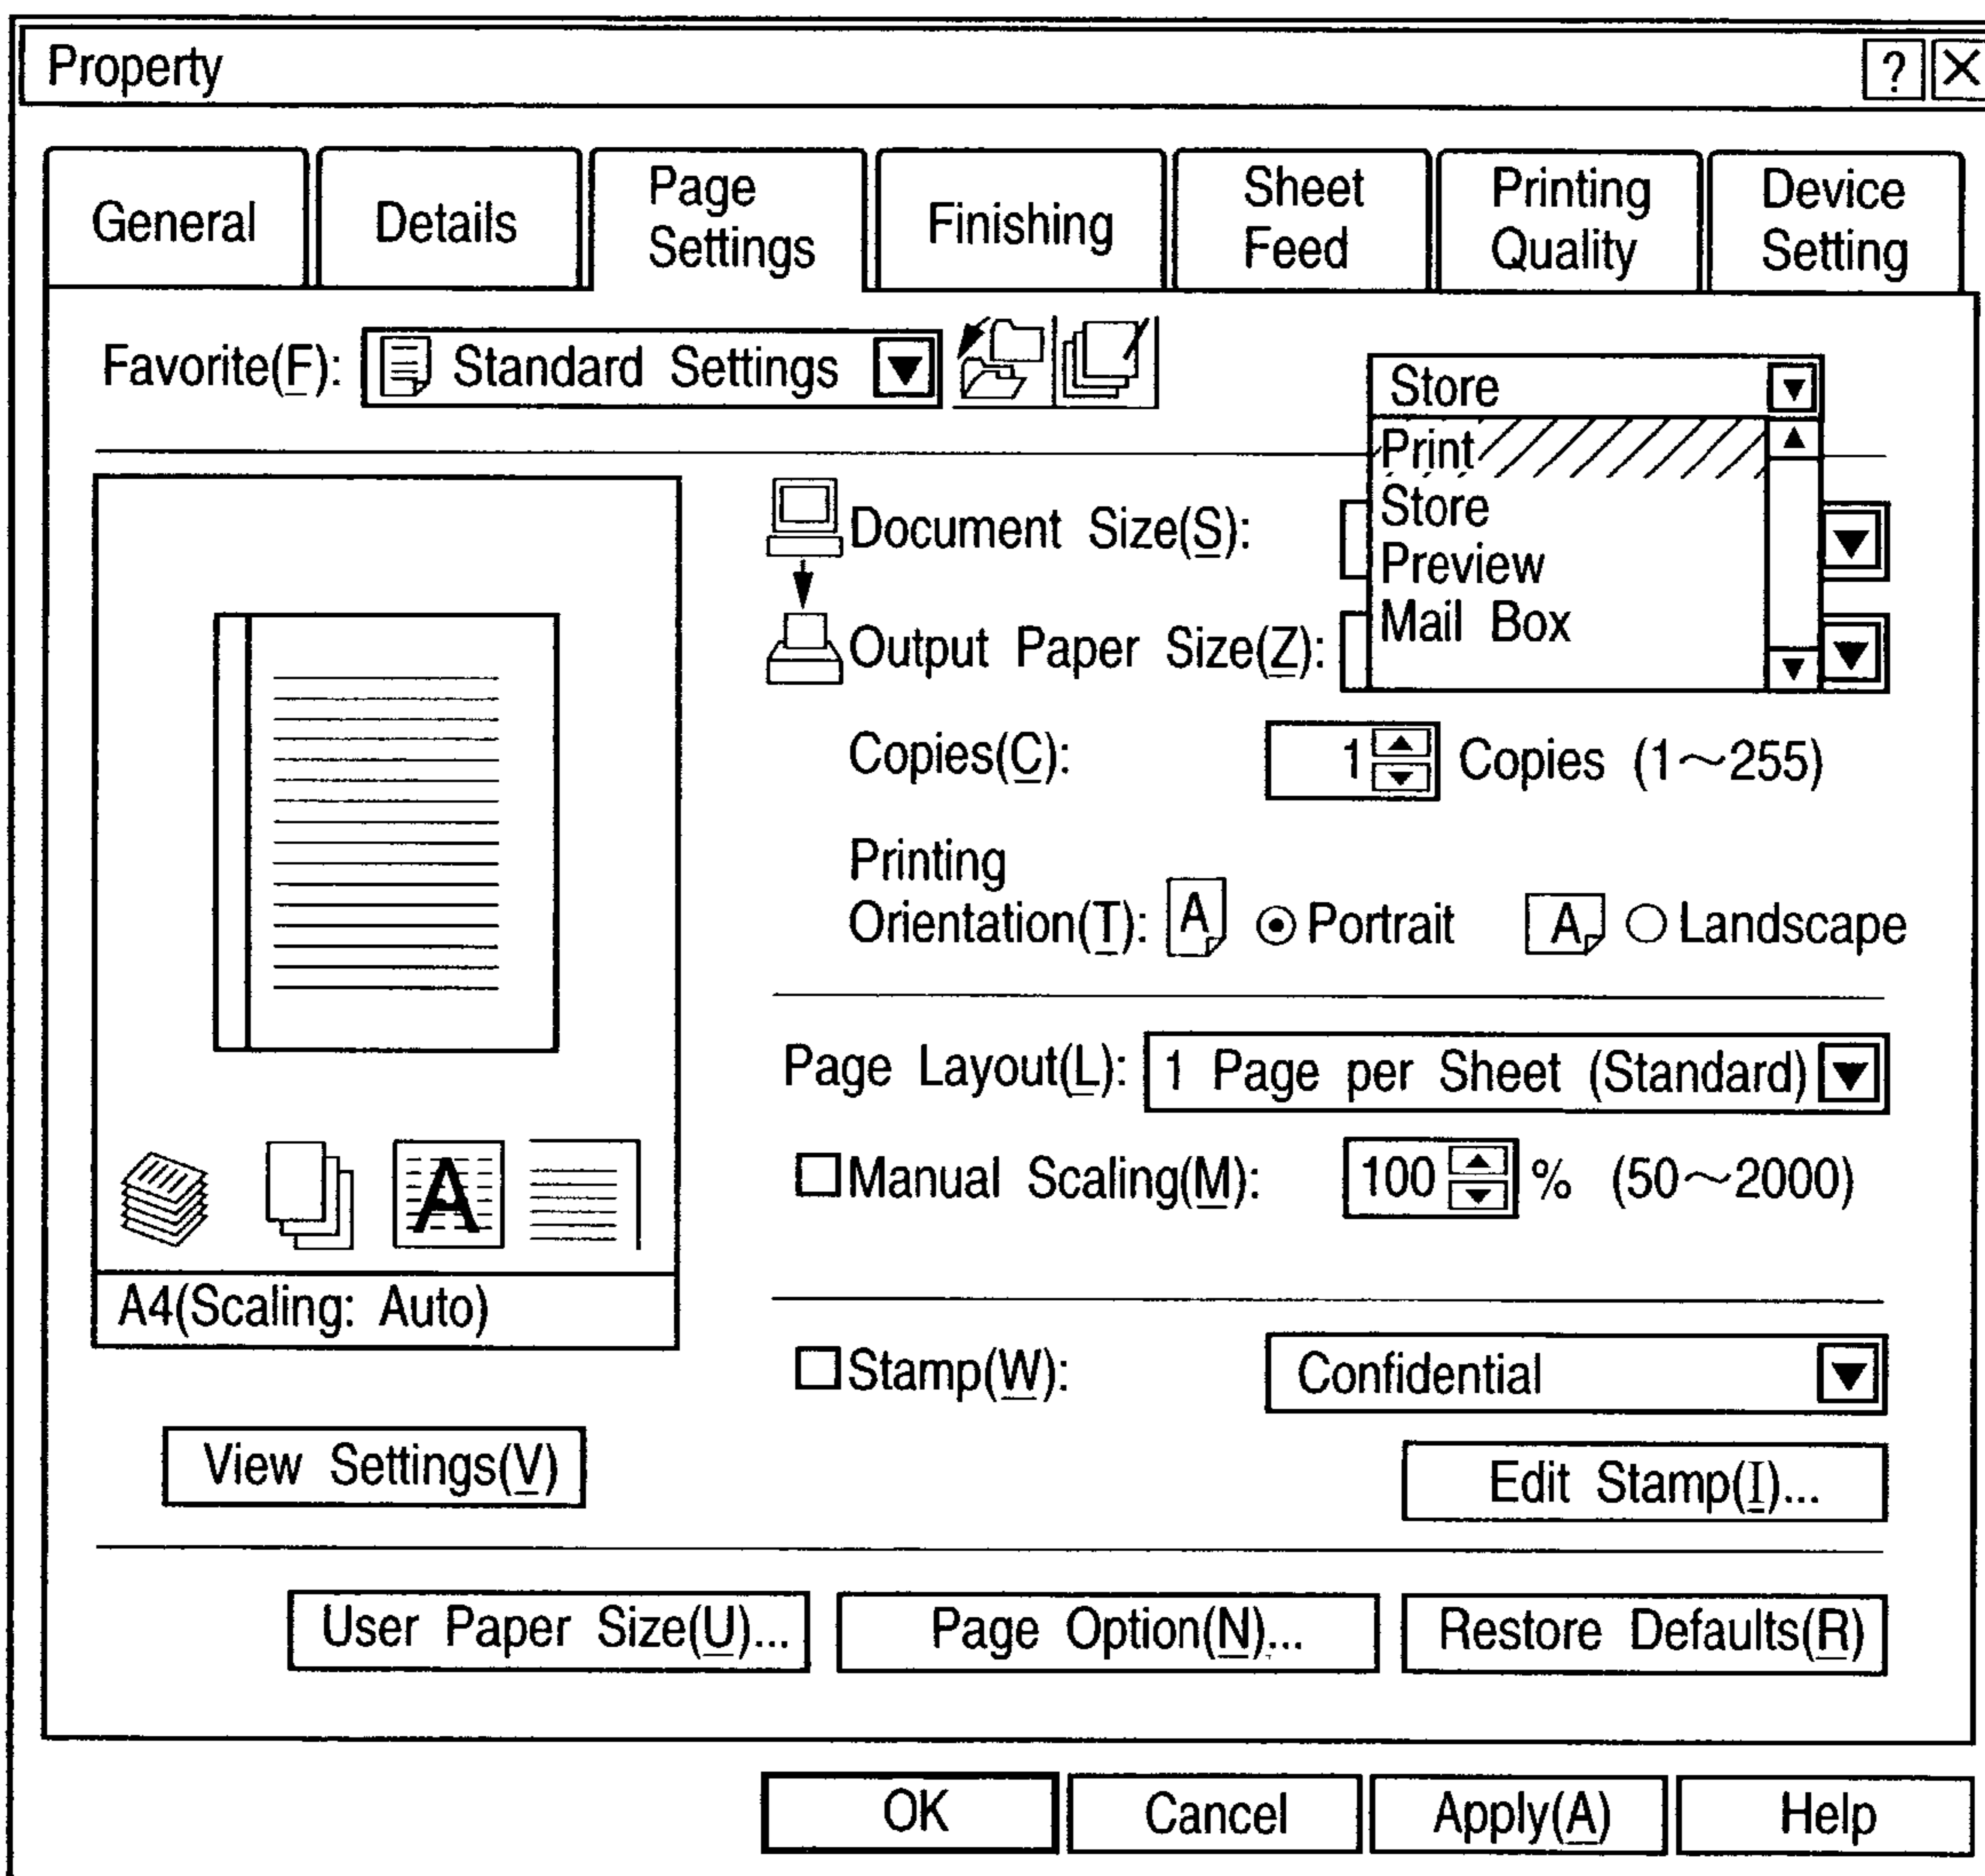 Property ?
General Details Page Settings Finishing Sheet Feed Printing Quality Device Setting
Favorite(F): Standard Settings
Store
Print
Store
Preview
Mail Box
Document Size(S):
Output Paper Size(Z):
Copies(C): 1 Copies (1～255)
Printing
Orientation(T): A Portrait A Landscape
Page Layout(L): 1 Page per Sheet (Standard)
Manual Scaling(M): 100 % (50～2000)
A
A4(Scaling: Auto)
Stamp(W): Confidential
View Settings(V)
Edit Stamp(I)...
User Paper Size(U)... Page Option(N)... Restore Defaults(R)
OK Cancel Apply(A) Help